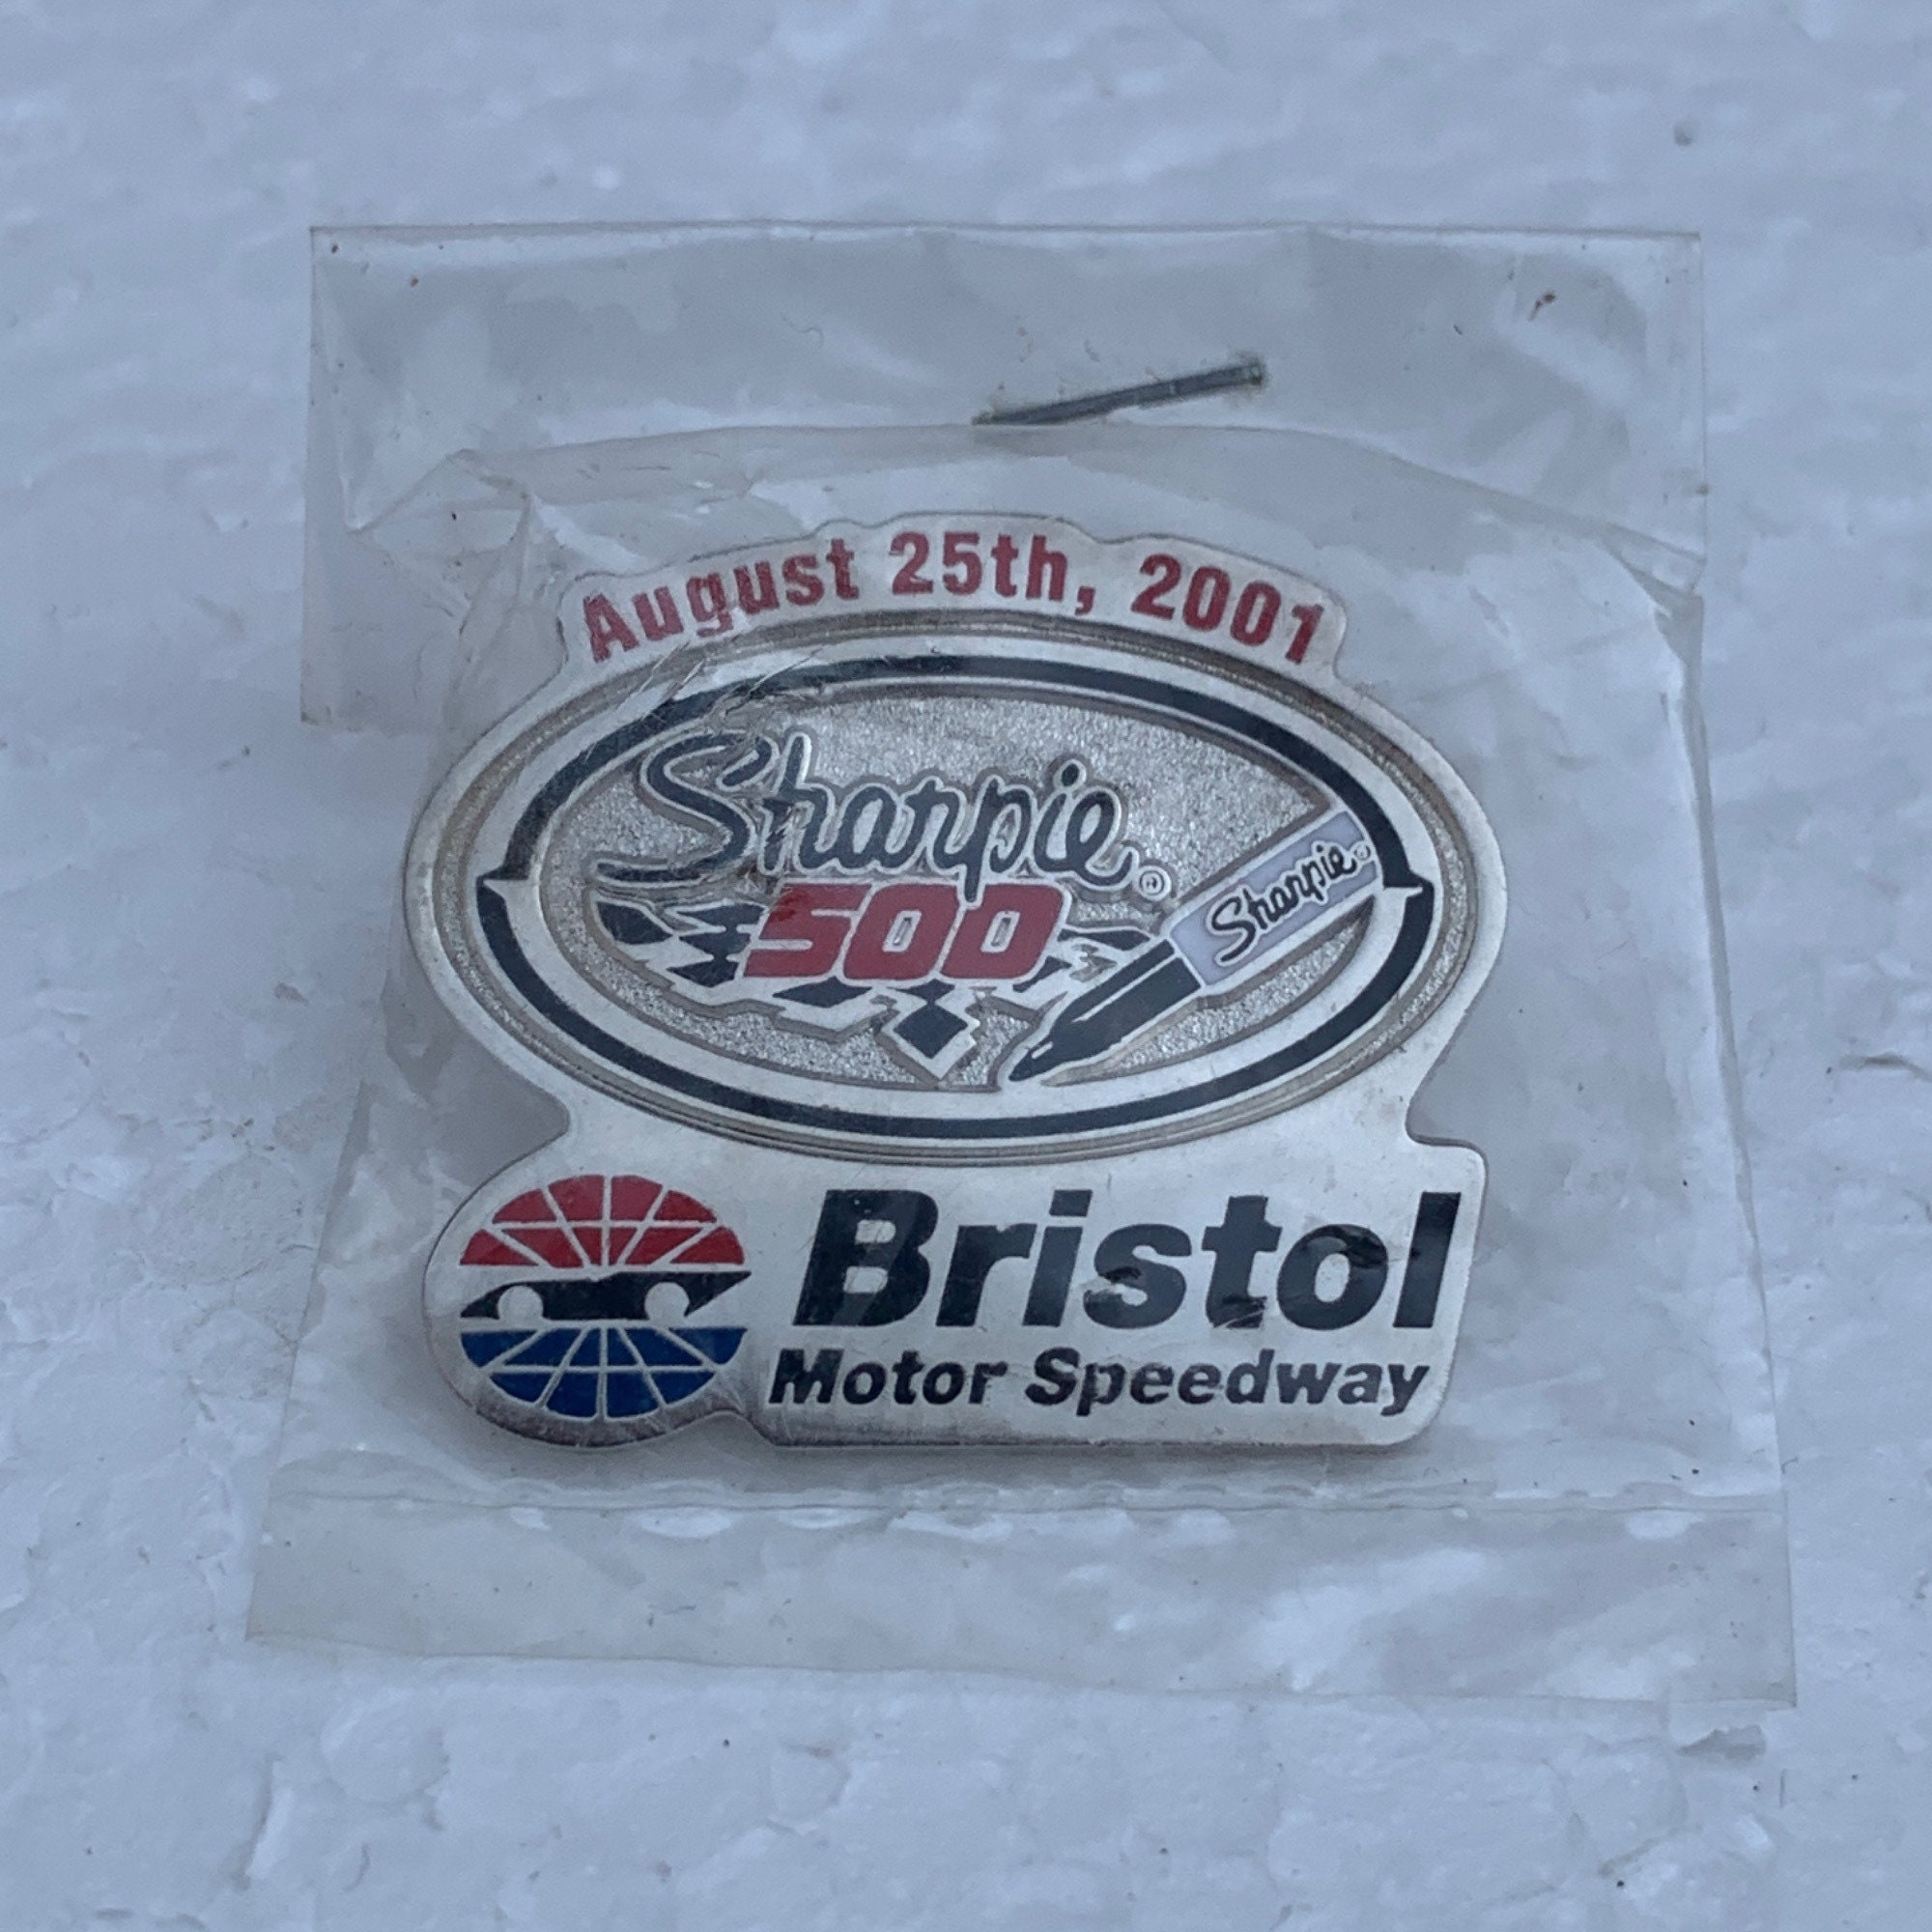 August 25th, 2001
Sharpie®
500
Sharpie®
Bristol
Motor Speedway